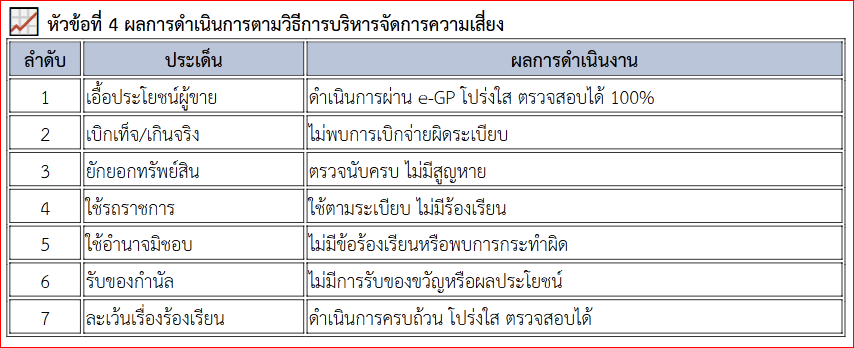 หัวข้อที่ 4 ผลการดำเนินการตามวิธีการบริหารจัดการความเสี่ยง
ลำดับ ประเด็น ผลการดำเนินงาน
1 เอื้อประโยชน์ผู้ขาย ดำเนินการผ่าน e-GP โปร่งใส ตรวจสอบได้ 100%
2 เบิกเท็จ/เกินจริง ไม่พบการเบิกจ่ายผิดระเบียบ
3 ยักยอกทรัพย์สิน ตรวจนับครบ ไม่มีสูญหาย
4 ใช้รถราชการ ใช้ตามระเบียบ ไม่มีร้องเรียน
5 ใช้อำนาจมิชอบ ไม่มีข้อร้องเรียนหรือพบการกระทำผิด
6 รับของกำนัล ไม่มีการรับของขวัญหรือผลประโยชน์
7 ละเว้นเรื่องร้องเรียน ดำเนินการครบถ้วน โปร่งใส ตรวจสอบได้